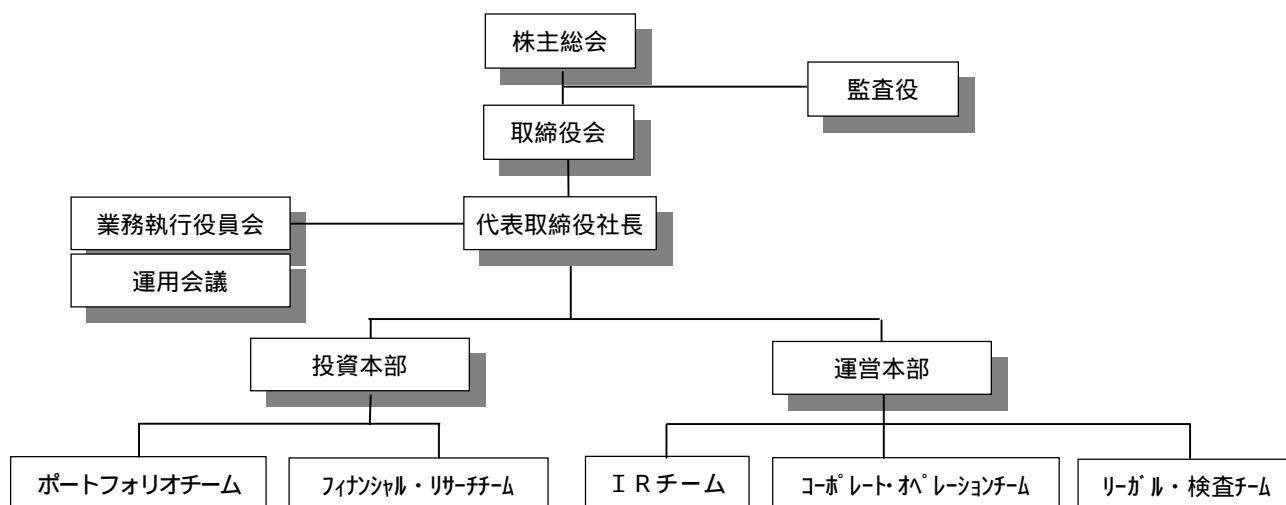 株主総会
監査役
取締役会
業務執行役員会
代表取締役社長
運用会議
投資本部
運営本部
ポートフォリオチーム
ﾌｨﾅﾝｼｬﾙ・ﾘｻｰﾁﾁｰﾑ
ＩＲチーム
ｺｰﾎﾟﾚｰﾄ・ｵﾍﾟﾚｰｼｮﾝﾁｰﾑ
ﾘｰｶﾞﾙ・検査ﾁｰﾑ